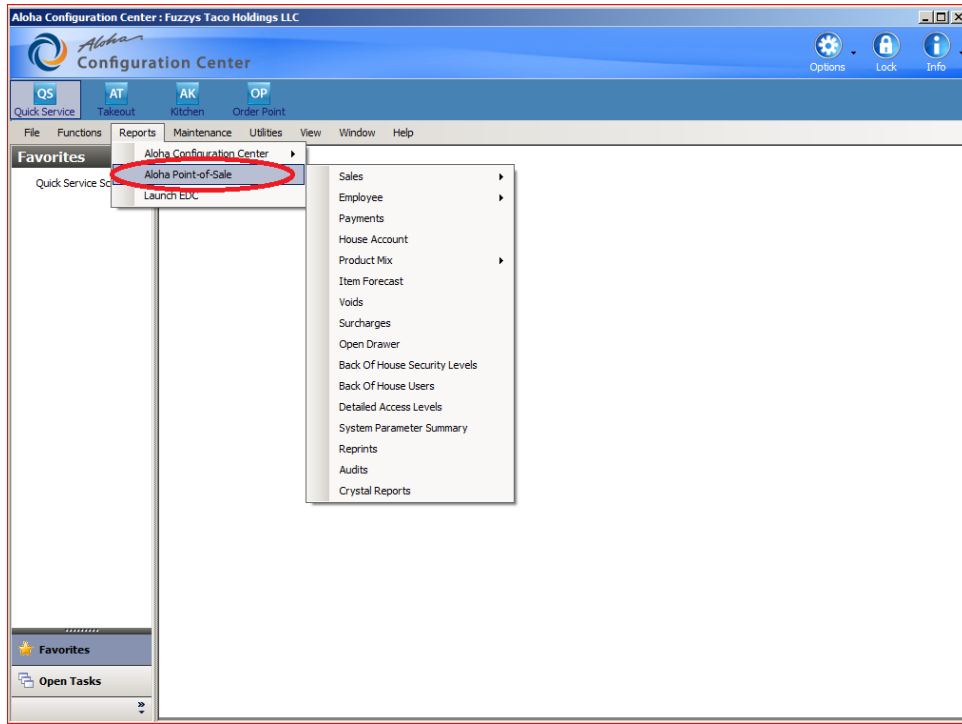 Aloha Configuration Center : Fuzzys Taco Holdings LLC
Aloha
Configuration Center
Options
Lock
Info
QS
AT
AK
OP
Quick Service
Takeout
Kitchen
Order Point
File Functions Reports Maintenance Utilities View Window Help
Favorites
Quick Service Sc
Aloha Configuration Center
Aloha Point-of-Sale
Launch EDC
Sales
Employee
Payments
House Account
Product Mix
Item Forecast
Voids
Surcharges
Open Drawer
Back Of House Security Levels
Back Of House Users
Detailed Access Levels
System Parameter Summary
Reprints
Audits
Crystal Reports
Favorites
Open Tasks